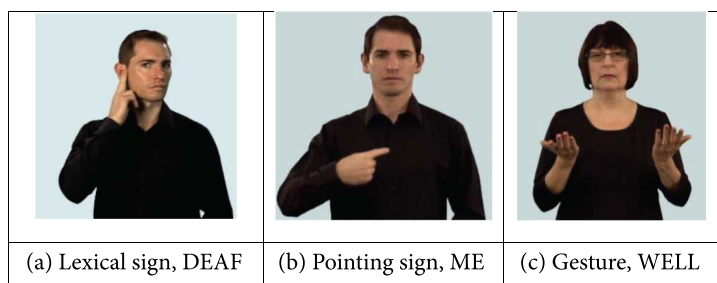 (a) Lexical sign, DEAF
(b) Pointing sign, ME
(c) Gesture, WELL